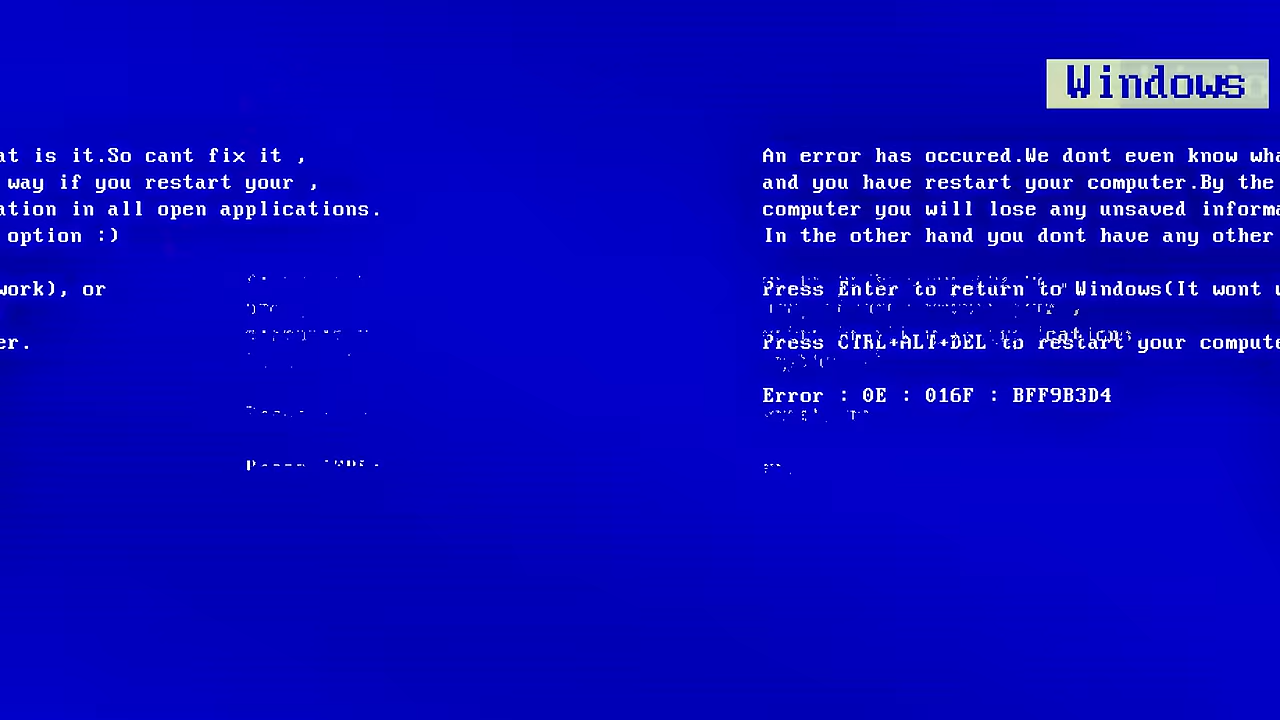 Windows
at is it.So cant fix it ,
way if you restart your ,
ation in all open applications.
option :)
work), or
er.
An error has occured.We dont even know wha
and you have restart your computer.By the
computer you will lose any unsaved informa
In the other hand you dont have any other
Press Enter to return to Windows(It wont w
Press CTRL+ALT+DEL to restart your compute
Error : 0E : 016F : BFF9B3D4